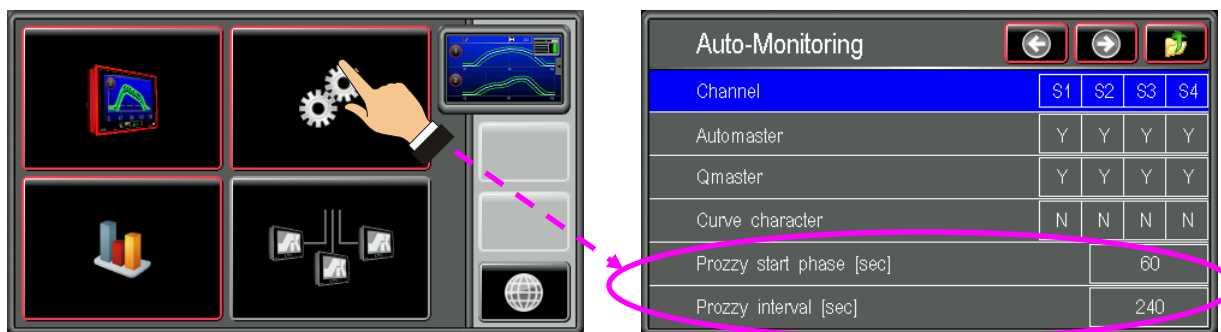 Auto-Monitoring
Channel S1 S2 S3 S4
Automaster Y Y Y Y
Qmaster Y Y Y Y
Curve character N N N N
Prozzy start phase [sec] 60
Prozzy interval [sec] 240